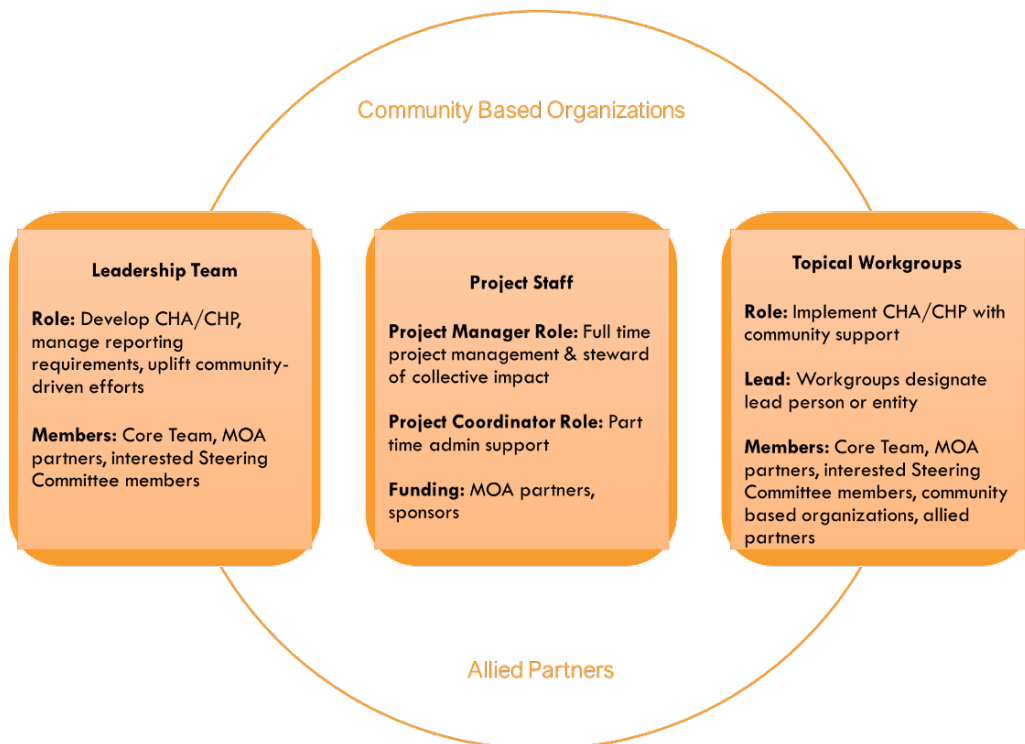 Community Based Organizations
Leadership Team
Role: Develop CHA/CHP,
manage reporting
requirements, uplift community-
driven efforts
Members: Core Team, MOA
partners, interested Steering
Committee members
Project Staff
Project Manager Role: Full time
project management & steward
of collective impact
Project Coordinator Role: Part
time admin support
Funding: MOA partners,
sponsors
Topical Workgroups
Role: Implement CHA/CHP with
community support
Lead: Workgroups designate
lead person or entity
Members: Core Team, MOA
partners, interested Steering
Committee members, community
based organizations, allied
partners
Allied Partners